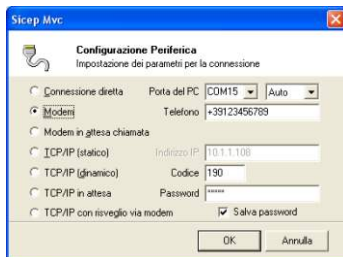 Sicep Mvc
Configurazione Periferica
Impostazione dei parametri per la connessione
Connessione diretta Porta del PC COM15 Auto
Modem Telefono +39123456789
Modem in attesa chiamata
TCP/IP (statico) Indirizzo IP 10.1.1.108
TCP/IP (dinamico) Codice 190
TCP/IP in attesa Password *****
TCP/IP con risveglio via modem Salva password
OK Annulla